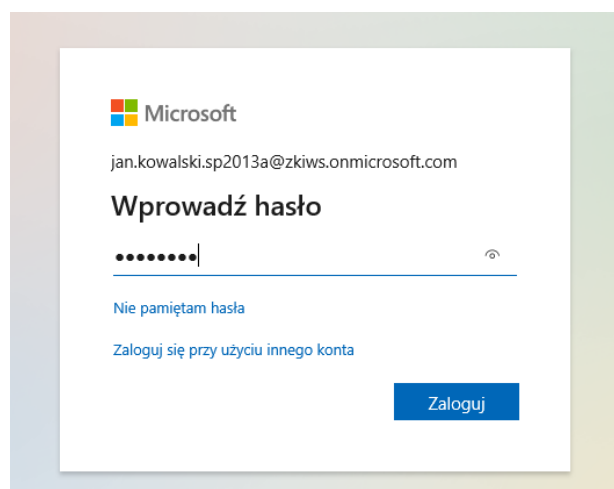 Microsoft
jan.kowalski.sp2013a@zkiws.onmicrosoft.com
Wprowadź hasło
••••••••
Nie pamiętam hasła
Zaloguj się przy użyciu innego konta
Zaloguj